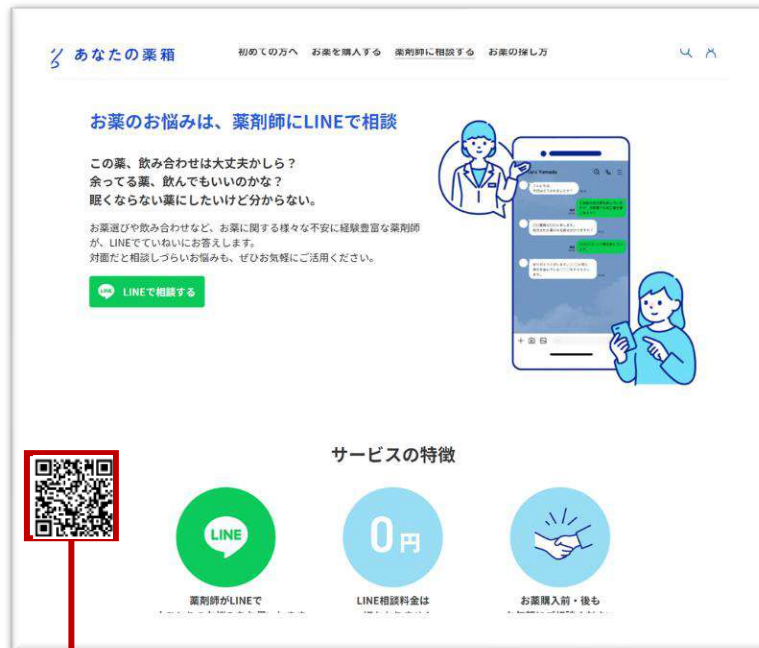 あなたの薬箱
初めての方へ お薬を購入する 薬剤師に相談する お薬の探し方
お薬のお悩みは、薬剤師にLINEで相談
この薬、飲み合わせは大丈夫かしら？
余ってる薬、飲んでもいいのかな？
眠くならない薬にしたいけど分からない。
お薬選びや飲み合わせなど、お薬に関する様々な不安に経験豊富な薬剤師
が、LINEでていねいにお答えします。
対面だと相談しづらいお悩みも、ぜひお気軽にご活用ください。
LINEで相談する
サービスの特徴
LINE
0円
薬剤師がLINEで
LINE相談料金は
お薬購入前・後も